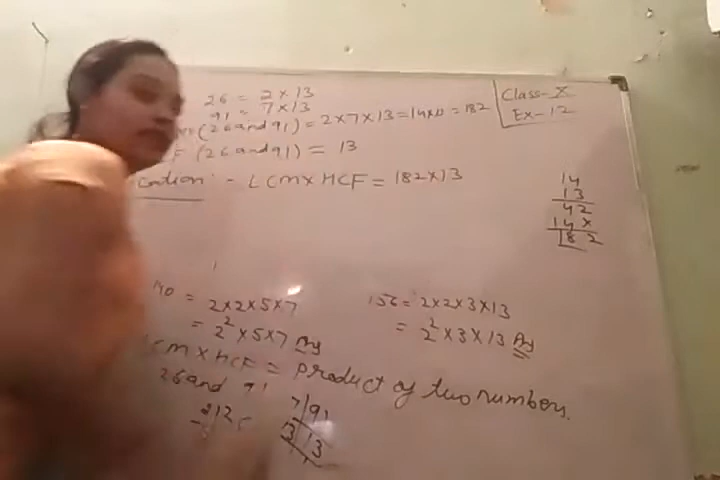 26 = 2×13
91 = 7×13
(26 and 91) = 2×7×13 = 14×13 = 182
Class- X
Ex- 1.2
F (26 and 91) = 13
cation :- LCM×HCF = 182×13
14
13
42
14×
182
140 = 2×2×5×7
156 = 2×2×3×13
= 2²×5×7 Ans
= 2²×3×13 Ans
LCM×HCF = product of two numbers.
26 and 91
7|91
13|13